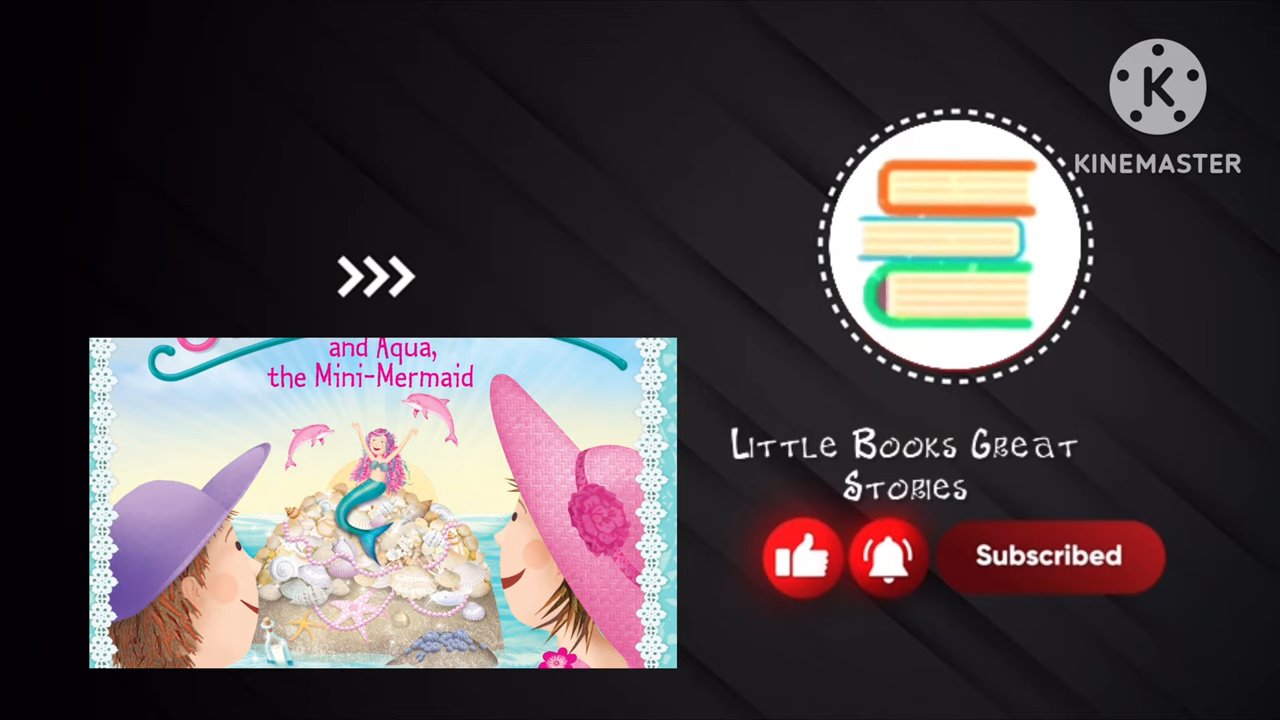 K
KINEMASTER
and Aqua,
the Mini-Mermaid
Little Books Great
Stories
Subscribed